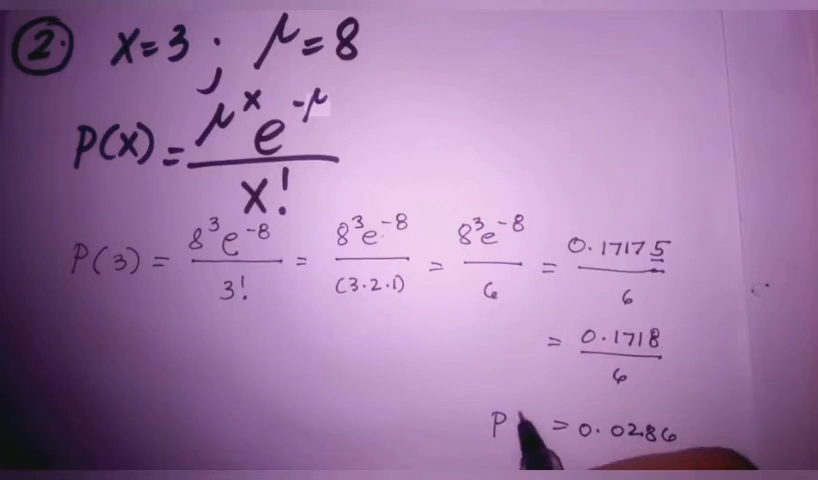 2. x=3 ; μ=8
P(x) = μ^x e^-μ / x!
P(3) = 8^3 e^-8 / 3! = 8^3 e^-8 / (3·2·1) = 8^3 e^-8 / 6 = 0.17175 / 6
= 0.1718 / 6
P = 0.0286